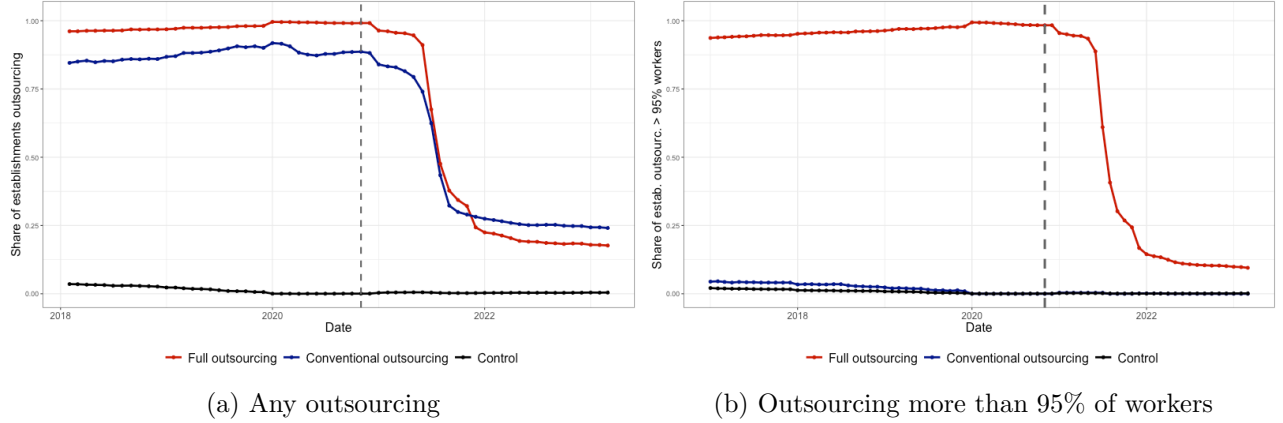 Share of establishments outsourcing
1.00
0.75
0.50
0.25
0.00
2018
2020
2022
Date
Full outsourcing
Conventional outsourcing
Control
(a) Any outsourcing
Share of estab. outsourc. > 95% workers
1.00
0.75
0.50
0.25
0.00
2018
2020
2022
Date
Full outsourcing
Conventional outsourcing
Control
(b) Outsourcing more than 95% of workers